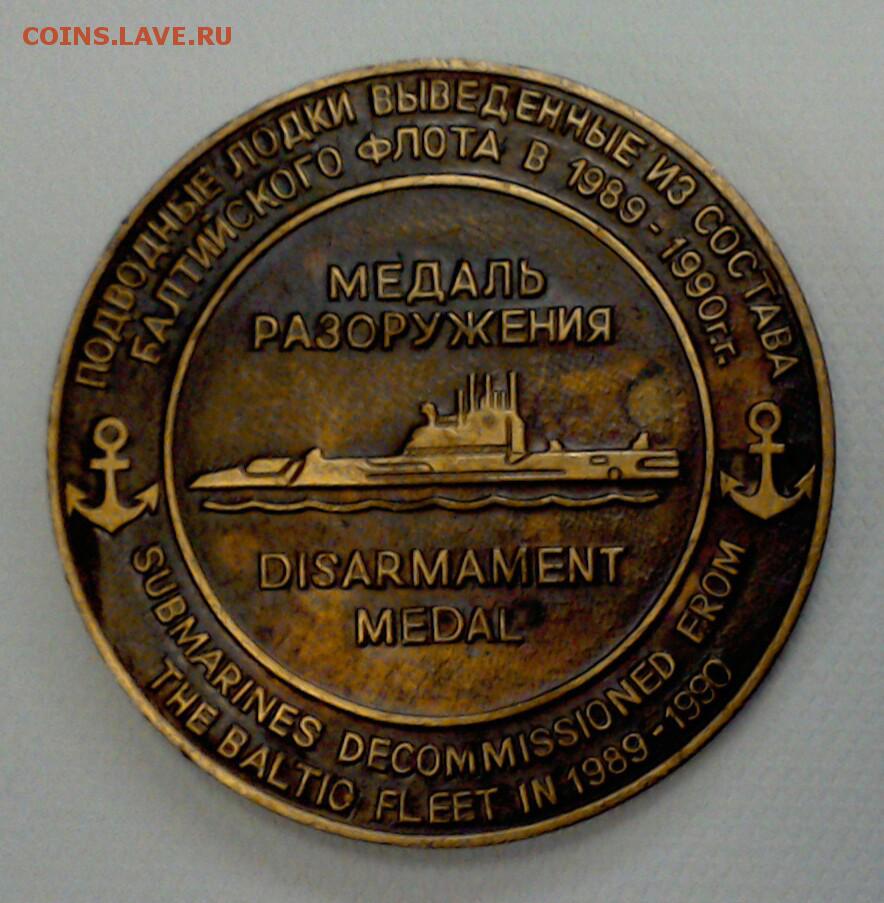 COINS.LAVE.RU
ПОДВОДНЫЕ ЛОДКИ ВЫВЕДЕННЫЕ ИЗ СОСТАВА
БАЛТИЙСКОГО ФЛОТА В 1989-1990г.г.
МЕДАЛЬ
РАЗОРУЖЕНИЯ
DISARMAMENT
MEDAL
SUBMARINES DECOMMISSIONED FROM
THE BALTIC FLEET IN 1989-1990